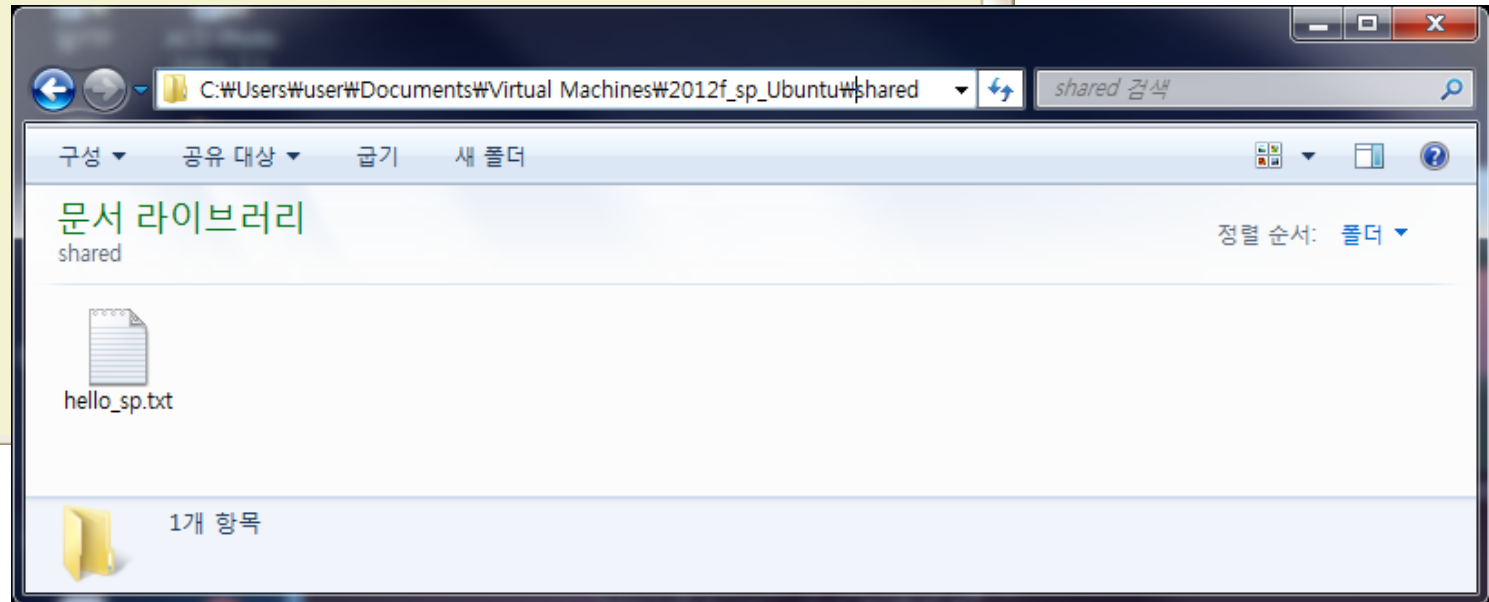 C:₩Users₩user₩Documents₩Virtual Machines₩2012f_sp_Ubuntu₩shared
shared 검색
구성 공유 대상 굽기 새 폴더
문서 라이브러리
shared
정렬 순서: 폴더
hello_sp.txt
1개 항목